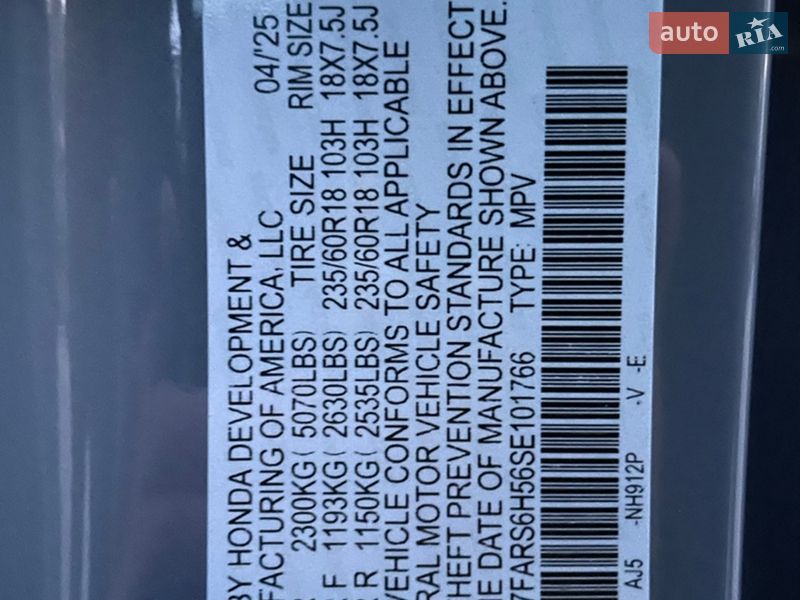 BY HONDA DEVELOPMENT &
FACTURING OF AMERICA, LLC 04/'25
2300KG( 5070LBS) TIRE SIZE RIM SIZE
F 1193KG( 2630LBS) 235/60R18 103H 18X7.5J
R 1150KG( 2535LBS) 235/60R18 103H 18X7.5J
VEHICLE CONFORMS TO ALL APPLICABLE
RAL MOTOR VEHICLE SAFETY
HEFT PREVENTION STANDARDS IN EFFECT
E DATE OF MANUFACTURE SHOWN ABOVE.
7FARS6H56SE101766 TYPE: MPV
AJ5 -NH912P -V -E
auto RIA .com